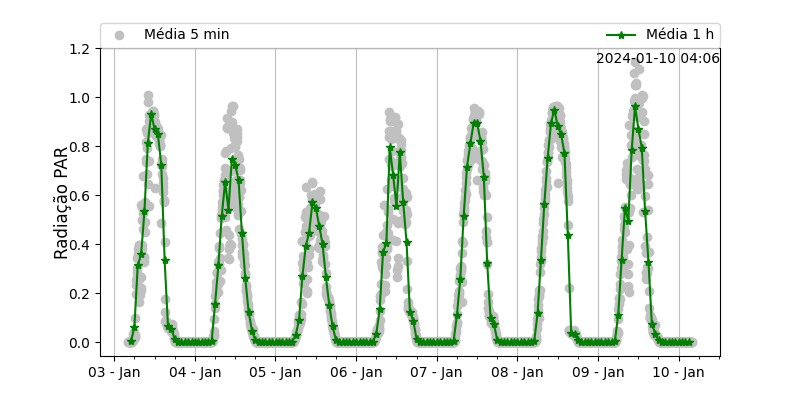 Média 5 min
Média 1 h
2024-01-10 04:06
Radiação PAR
1.2
1.0
0.8
0.6
0.4
0.2
0.0
03 - Jan
04 - Jan
05 - Jan
06 - Jan
07 - Jan
08 - Jan
09 - Jan
10 - Jan